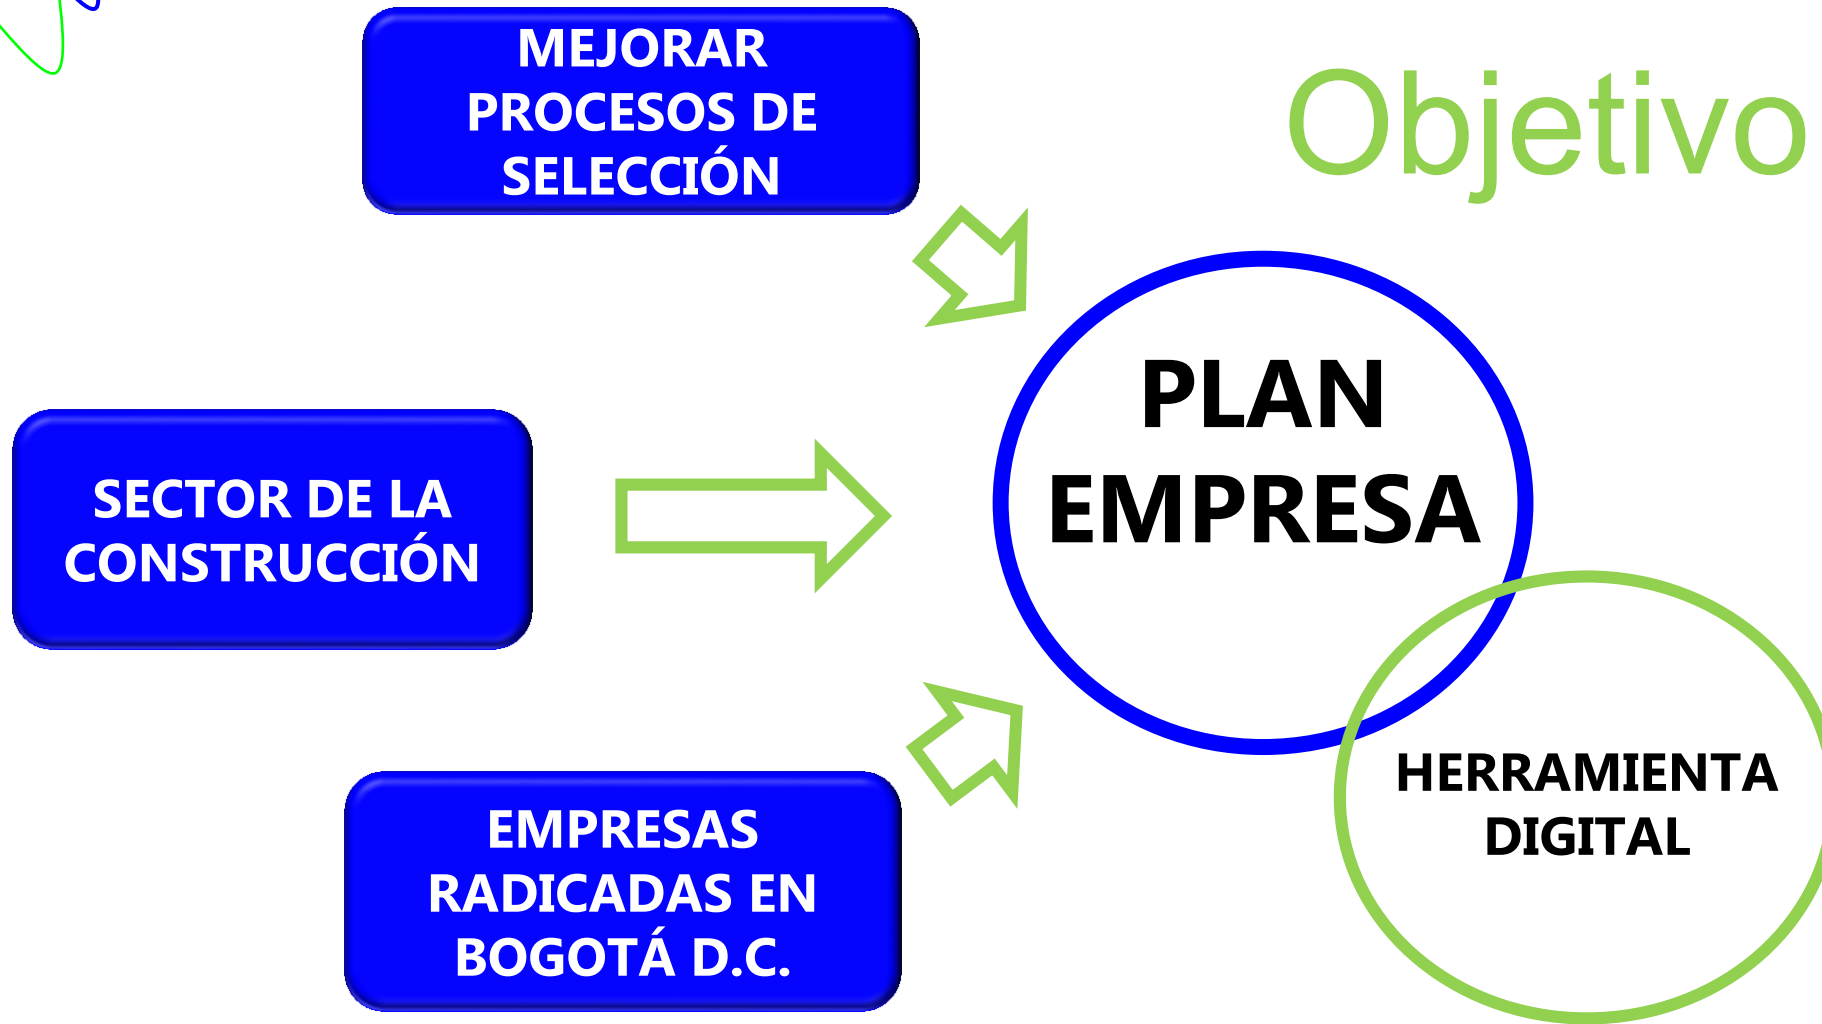 MEJORAR
PROCESOS DE
SELECCIÓN
Objetivo
SECTOR DE LA
CONSTRUCCIÓN
PLAN
EMPRESA
EMPRESAS
RADICADAS EN
BOGOTÁ D.C.
HERRAMIENTA
DIGITAL